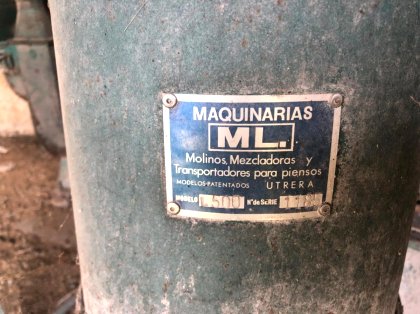 MAQUINARIAS
ML.
Molinos, Mezcladoras y
Transportadores para piensos
MODELOS-PATENTADOS UTRERA
MODELO Nº de SERIE